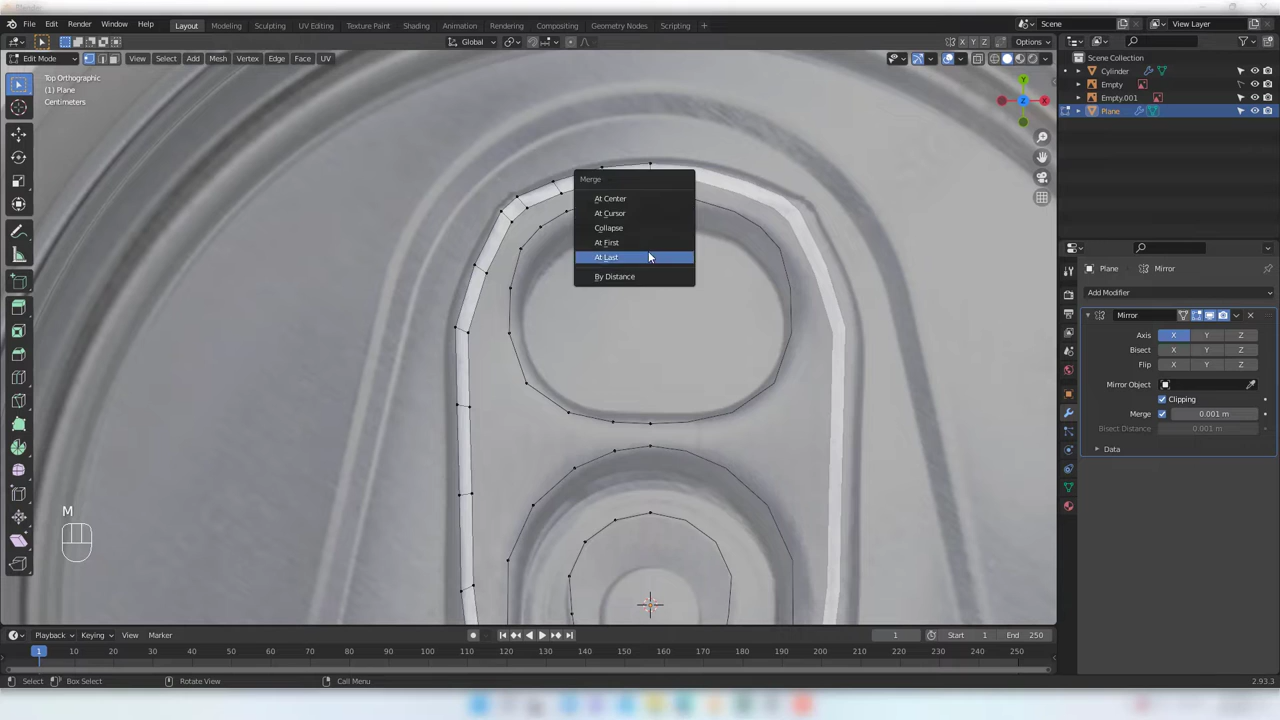 Blender
File Edit Render Window Help Layout Modeling Sculpting UV Editing Texture Paint Shading Animation Rendering Compositing Geometry Nodes Scripting + Scene View Layer
Global X Y Z Options
Edit Mode View Select Add Mesh Vertex Edge Face UV
Top Orthographic
(1) Plane
Centimeters
Y
Z X
Merge
At Center
At Cursor
Collapse
At First
At Last
By Distance
M
Scene Collection
Cylinder
Empty
Empty.001
Plane
Plane Mirror
Add Modifier
Mirror
Axis X Y Z
Bisect X Y Z
Flip X Y Z
Mirror Object
Clipping
Merge 0.001 m
Bisect Distance 0.001 m
Data
Playback Keying View Marker 1 Start 1 End 250
1 10 20 30 40 50 60 70 80 90 100 110 120 130 140 150 160 170 180 190 200 210 220 230 240 250
Select Box Select Rotate View Call Menu 2.93.3